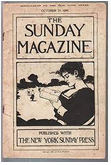 THE
SUNDAY
MAGAZINE
PUBLISHED WITH
THE NEW YORK SUNDAY PRESS